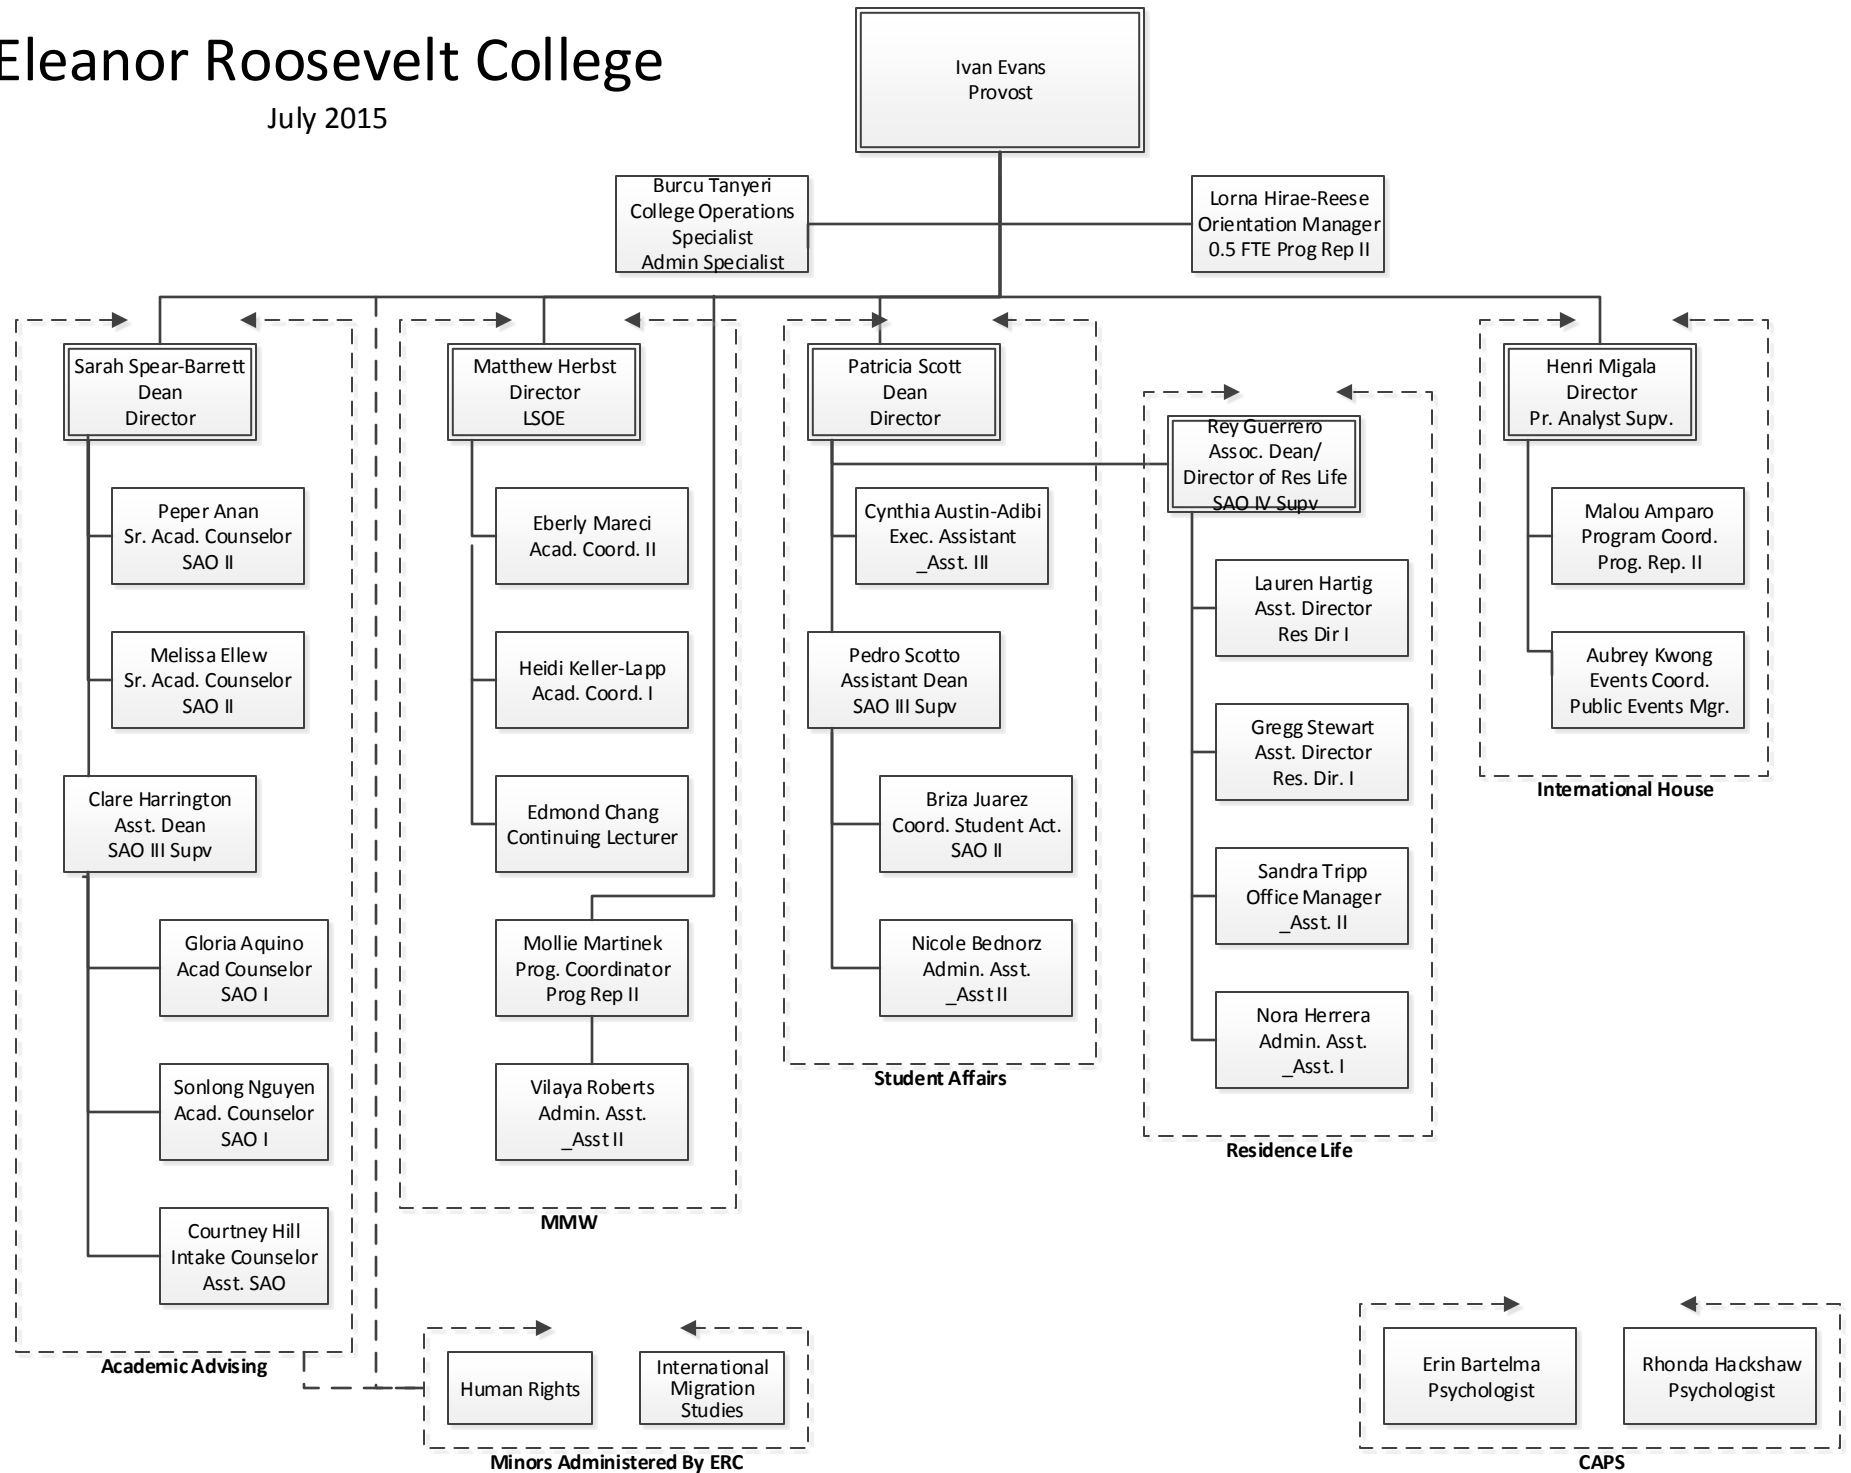 Eleanor Roosevelt College
July 2015
Ivan Evans
Provost
Burcu Tanyeri
College Operations
Specialist
Admin Specialist
Lorna Hirae-Reese
Orientation Manager
0.5 FTE Prog Rep II
Sarah Spear-Barrett
Dean
Director
Peper Anan
Sr. Acad. Counselor
SAO II
Melissa Ellew
Sr. Acad. Counselor
SAO II
Clare Harrington
Asst. Dean
SAO III Supv
Gloria Aquino
Acad Counselor
SAO I
Sonlong Nguyen
Acad. Counselor
SAO I
Courtney Hill
Intake Counselor
Asst. SAO
Academic Advising
Matthew Herbst
Director
LSOE
Eberly Mareci
Acad. Coord. II
Heidi Keller-Lapp
Acad. Coord. I
Edmond Chang
Continuing Lecturer
Mollie Martinek
Prog. Coordinator
Prog Rep II
Vilaya Roberts
Admin. Asst.
_Asst II
MMW
Patricia Scott
Dean
Director
Cynthia Austin-Adibi
Exec. Assistant
_Asst. III
Pedro Scotto
Assistant Dean
SAO III Supv
Briza Juarez
Coord. Student Act.
SAO II
Nicole Bednorz
Admin. Asst.
_Asst II
Student Affairs
Rey Guerrero
Assoc. Dean/
Director of Res Life
SAO IV Supv
Lauren Hartig
Asst. Director
Res Dir I
Gregg Stewart
Asst. Director
Res. Dir. I
Sandra Tripp
Office Manager
_Asst. II
Nora Herrera
Admin. Asst.
_Asst. I
Residence Life
Henri Migala
Director
Pr. Analyst Supv.
Malou Amparo
Program Coord.
Prog. Rep. II
Aubrey Kwong
Events Coord.
Public Events Mgr.
International House
Human Rights
International
Migration
Studies
Minors Administered By ERC
Erin Bartelma
Psychologist
Rhonda Hackshaw
Psychologist
CAPS